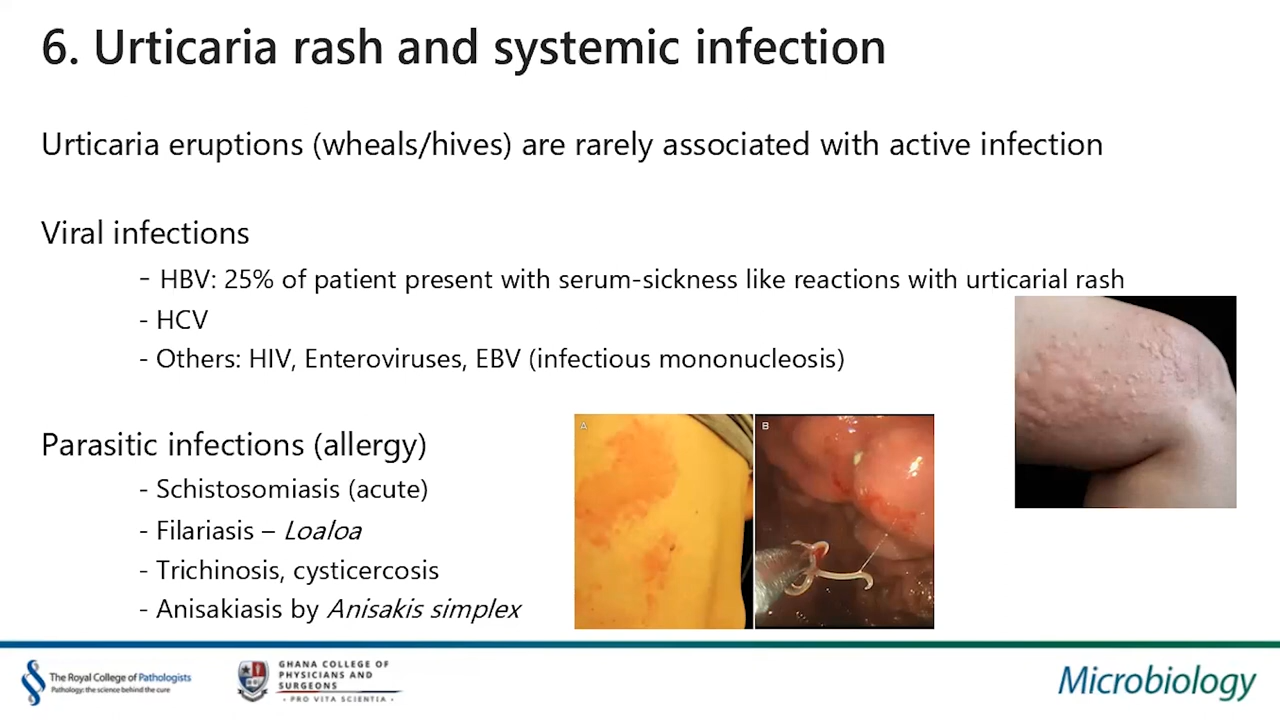 6. Urticaria rash and systemic infection
Urticaria eruptions (wheals/hives) are rarely associated with active infection
Viral infections
- HBV: 25% of patient present with serum-sickness like reactions with urticarial rash
- HCV
- Others: HIV, Enteroviruses, EBV (infectious mononucleosis)
Parasitic infections (allergy)
- Schistosomiasis (acute)
- Filariasis – Loaloa
- Trichinosis, cysticercosis
- Anisakiasis by Anisakis simplex
A
B
The Royal College of Pathologists
Pathology: the science behind the cure
GHANA COLLEGE OF
PHYSICIANS AND
SURGEONS
· PRO VITA SCIENTIA ·
Microbiology